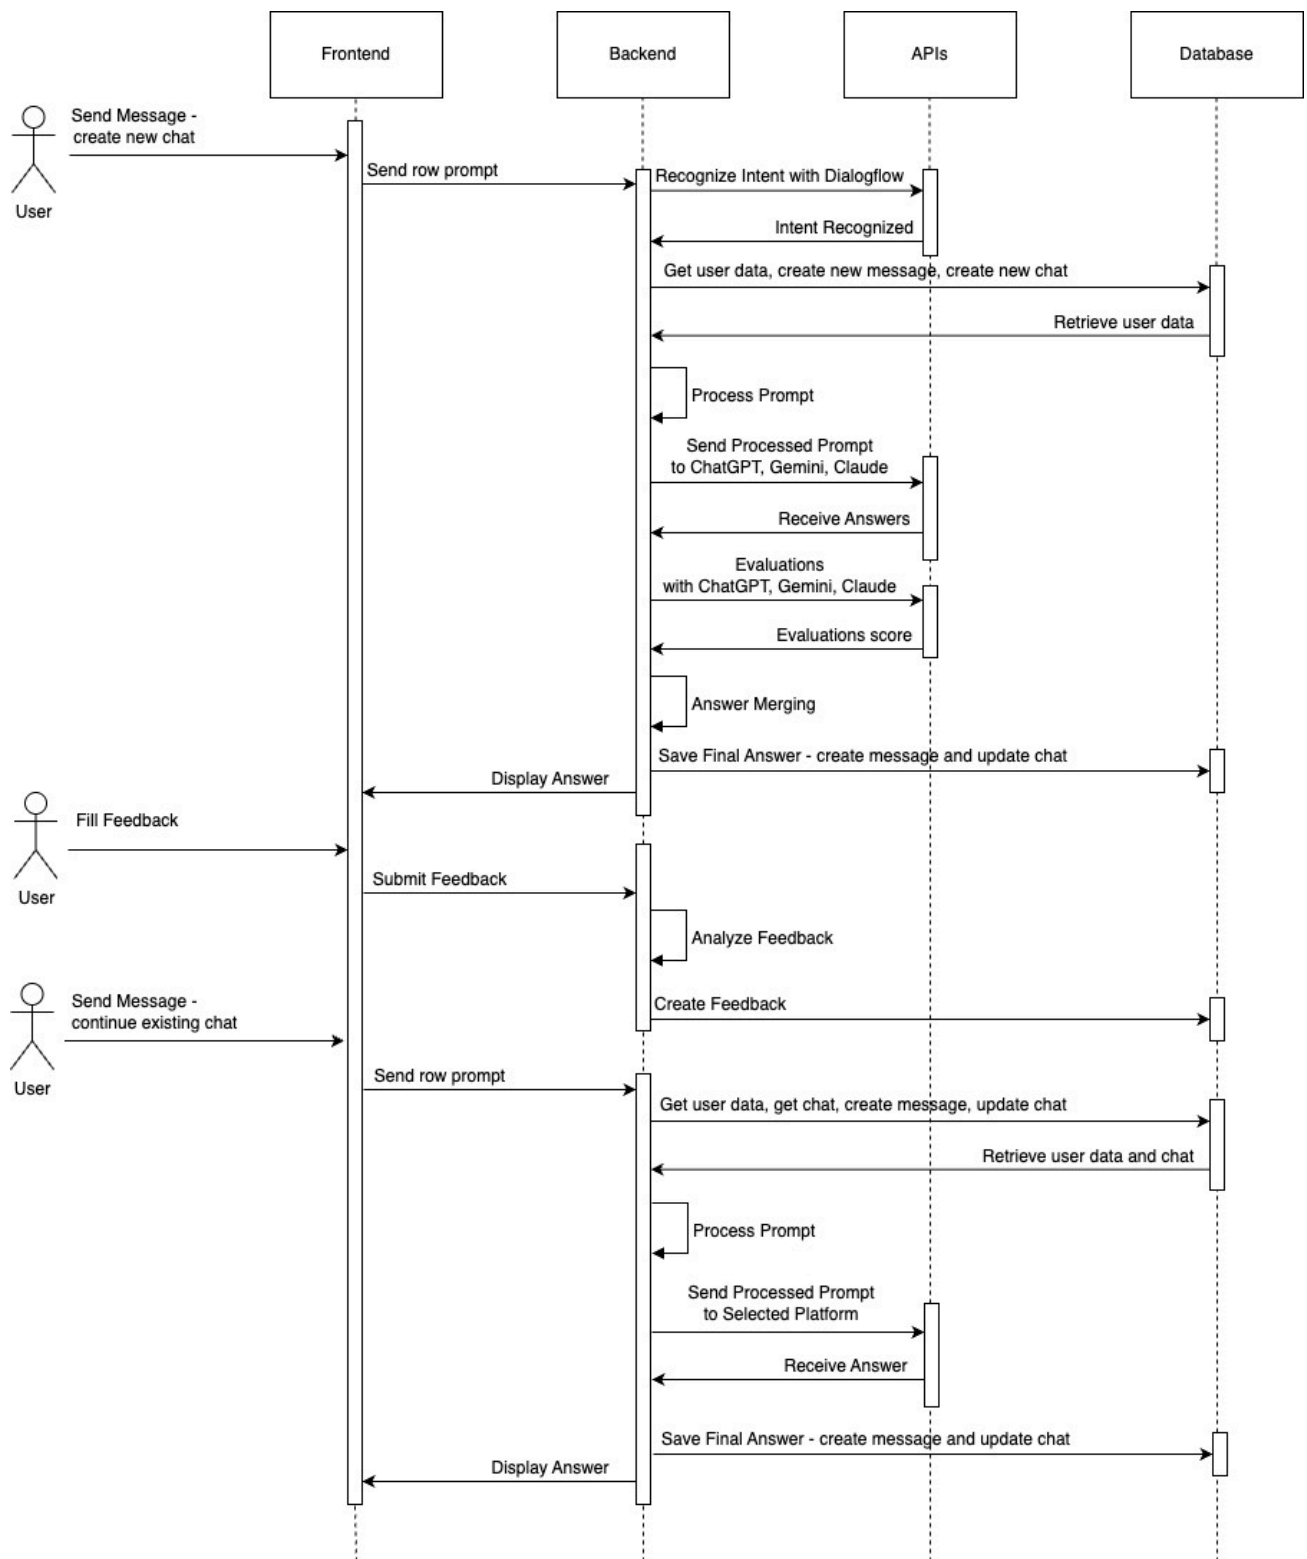 Frontend
Backend
APIs
Database
Send Message -
create new chat
User
Send row prompt
Recognize Intent with Dialogflow
Intent Recognized
Get user data, create new message, create new chat
Retrieve user data
Process Prompt
Send Processed Prompt
to ChatGPT, Gemini, Claude
Receive Answers
Evaluations
with ChatGPT, Gemini, Claude
Evaluations score
Answer Merging
Save Final Answer - create message and update chat
Display Answer
Fill Feedback
User
Submit Feedback
Analyze Feedback
Send Message -
continue existing chat
User
Create Feedback
Send row prompt
Get user data, get chat, create message, update chat
Retrieve user data and chat
Process Prompt
Send Processed Prompt
to Selected Platform
Receive Answer
Save Final Answer - create message and update chat
Display Answer